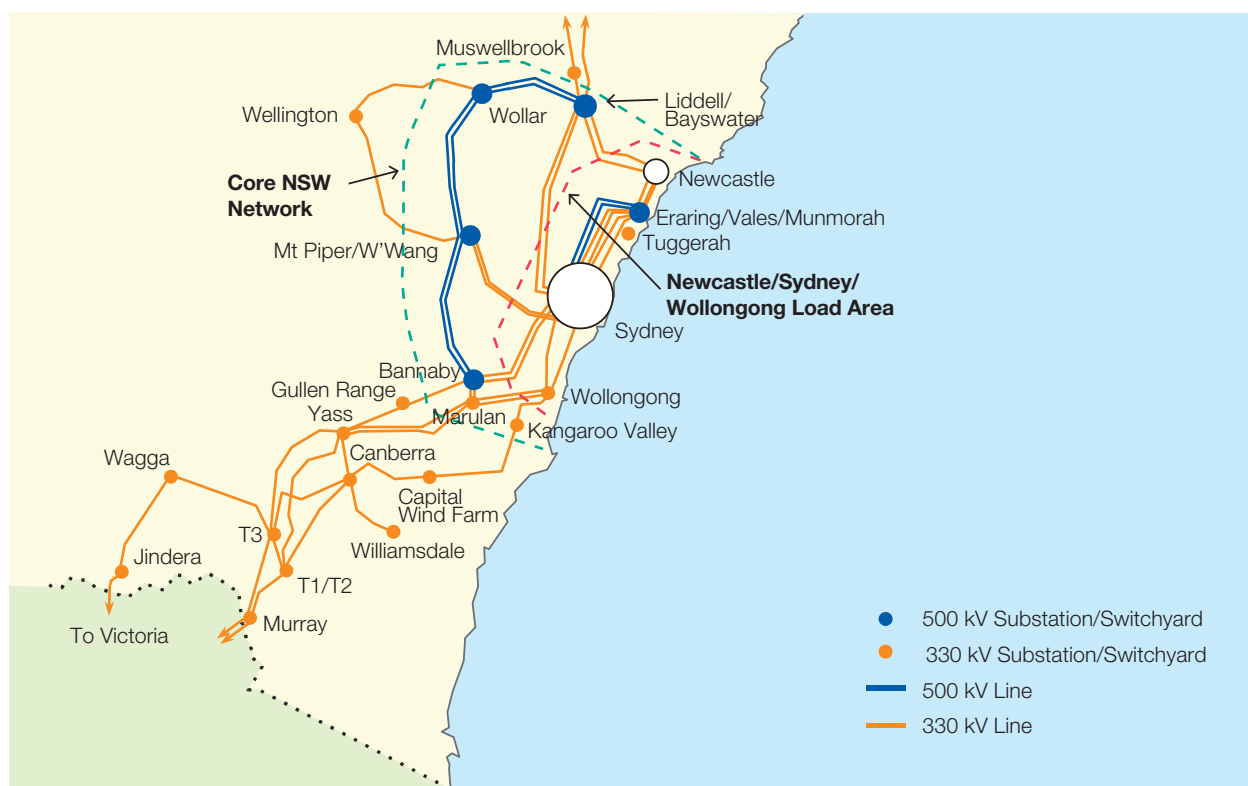 Muswellbrook
Wellington
Wollar
Liddell/
Bayswater
Core NSW
Network
Newcastle
Eraring/Vales/Munmorah
Tuggerah
Mt Piper/W'Wang
Newcastle/Sydney/
Wollongong Load Area
Sydney
Bannaby
Gullen Range
Yass
Marulan
Wollongong
Kangaroo Valley
Canberra
Wagga
Capital
Wind Farm
T3
Williamsdale
Jindera
T1/T2
Murray
To Victoria
500 kV Substation/Switchyard
330 kV Substation/Switchyard
500 kV Line
330 kV Line